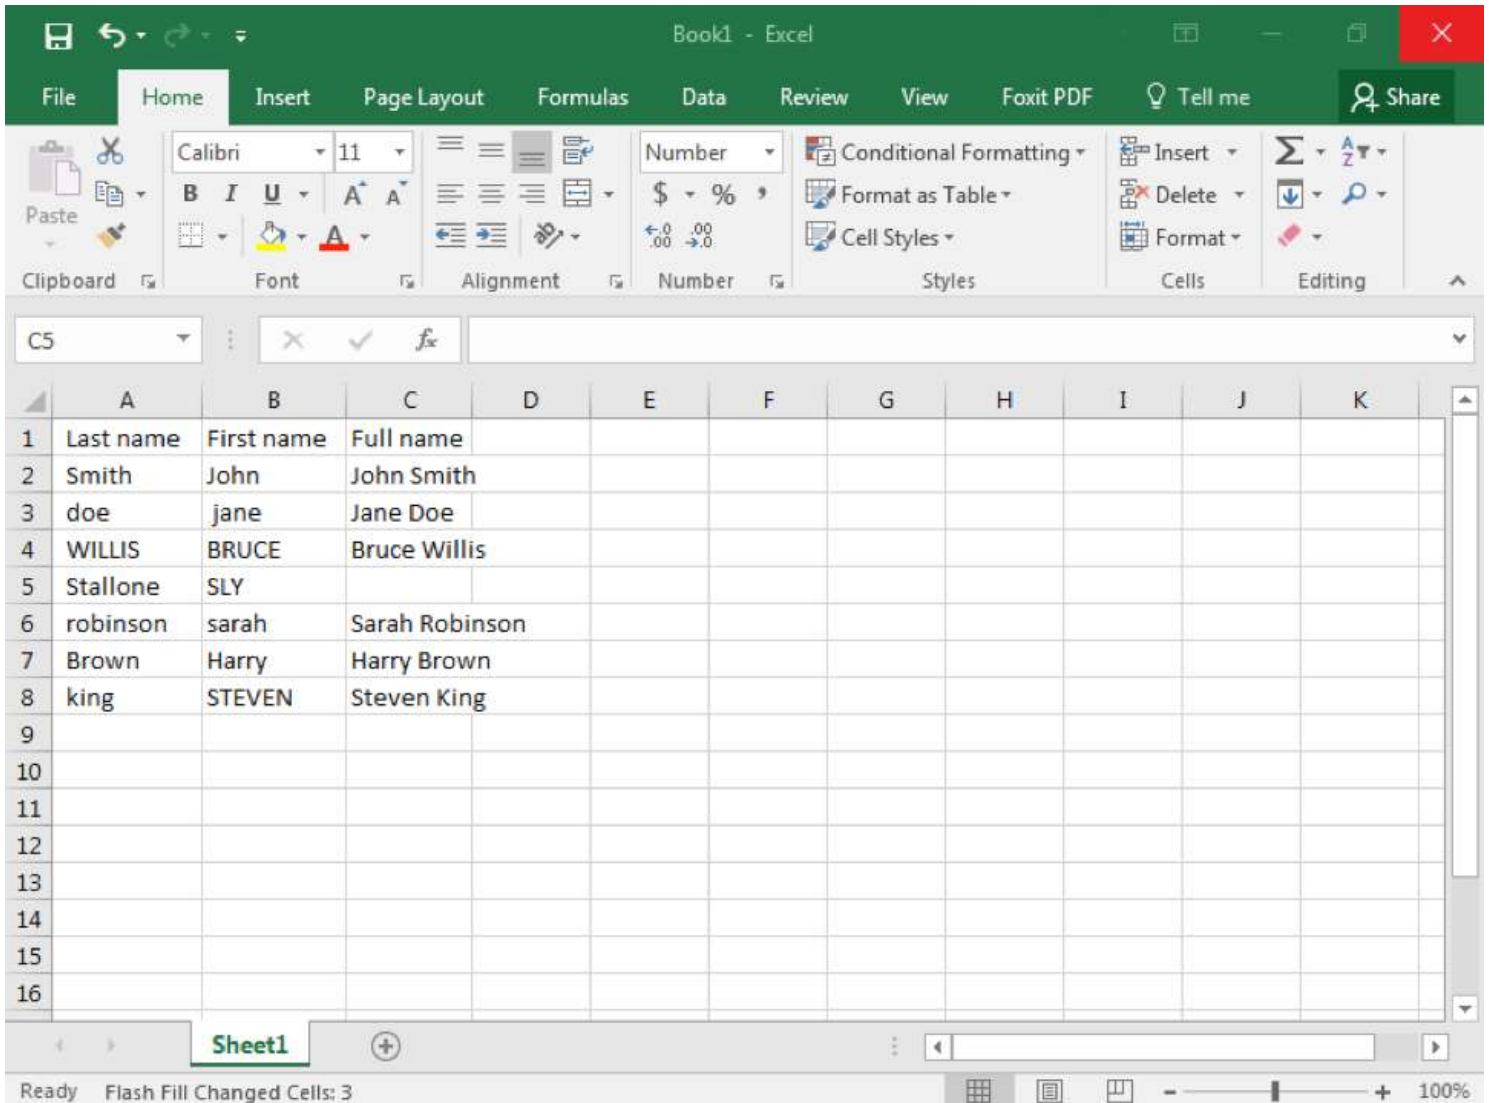 Book1 - Excel
File Home Insert Page Layout Formulas Data Review View Foxit PDF Tell me Share
Calibri 11 Number Conditional Formatting Insert
Paste B I U A A $ % , Format as Table Delete
A Cell Styles Format
Clipboard Font Alignment Number Styles Cells Editing
C5 fx
A B C D E F G H I J K
1 Last name First name Full name
2 Smith John John Smith
3 doe jane Jane Doe
4 WILLIS BRUCE Bruce Willis
5 Stallone SLY
6 robinson sarah Sarah Robinson
7 Brown Harry Harry Brown
8 king STEVEN Steven King
9
10
11
12
13
14
15
16
Sheet1
Ready Flash Fill Changed Cells: 3 100%